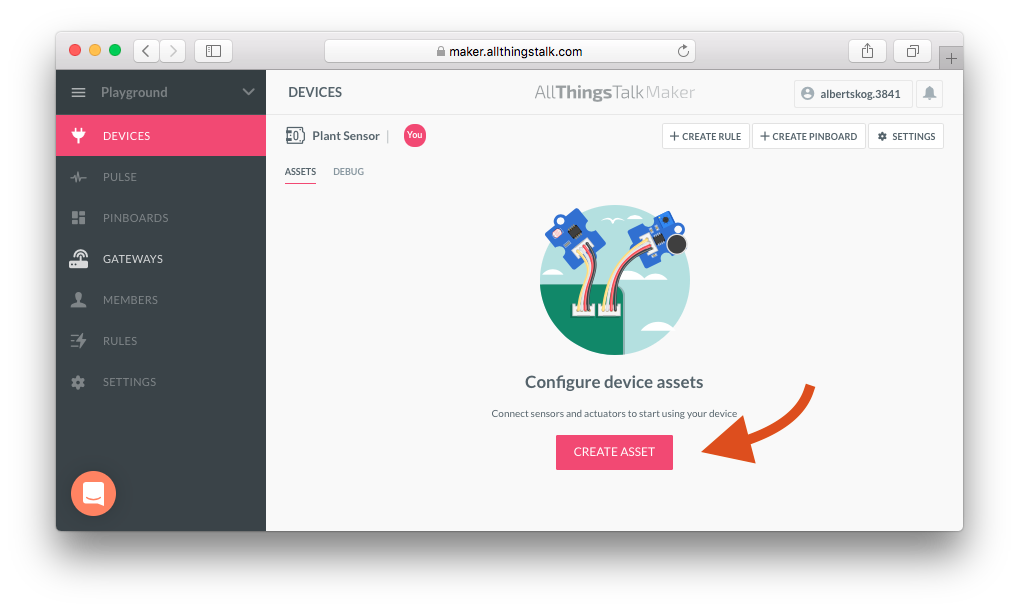 maker.allthingstalk.com
Playground
DEVICES
AllThingsTalk Maker
albertskog.3841
DEVICES
PULSE
PINBOARDS
GATEWAYS
MEMBERS
RULES
SETTINGS
Plant Sensor
You
+ CREATE RULE
+ CREATE PINBOARD
SETTINGS
ASSETS
DEBUG
Configure device assets
Connect sensors and actuators to start using your device
CREATE ASSET